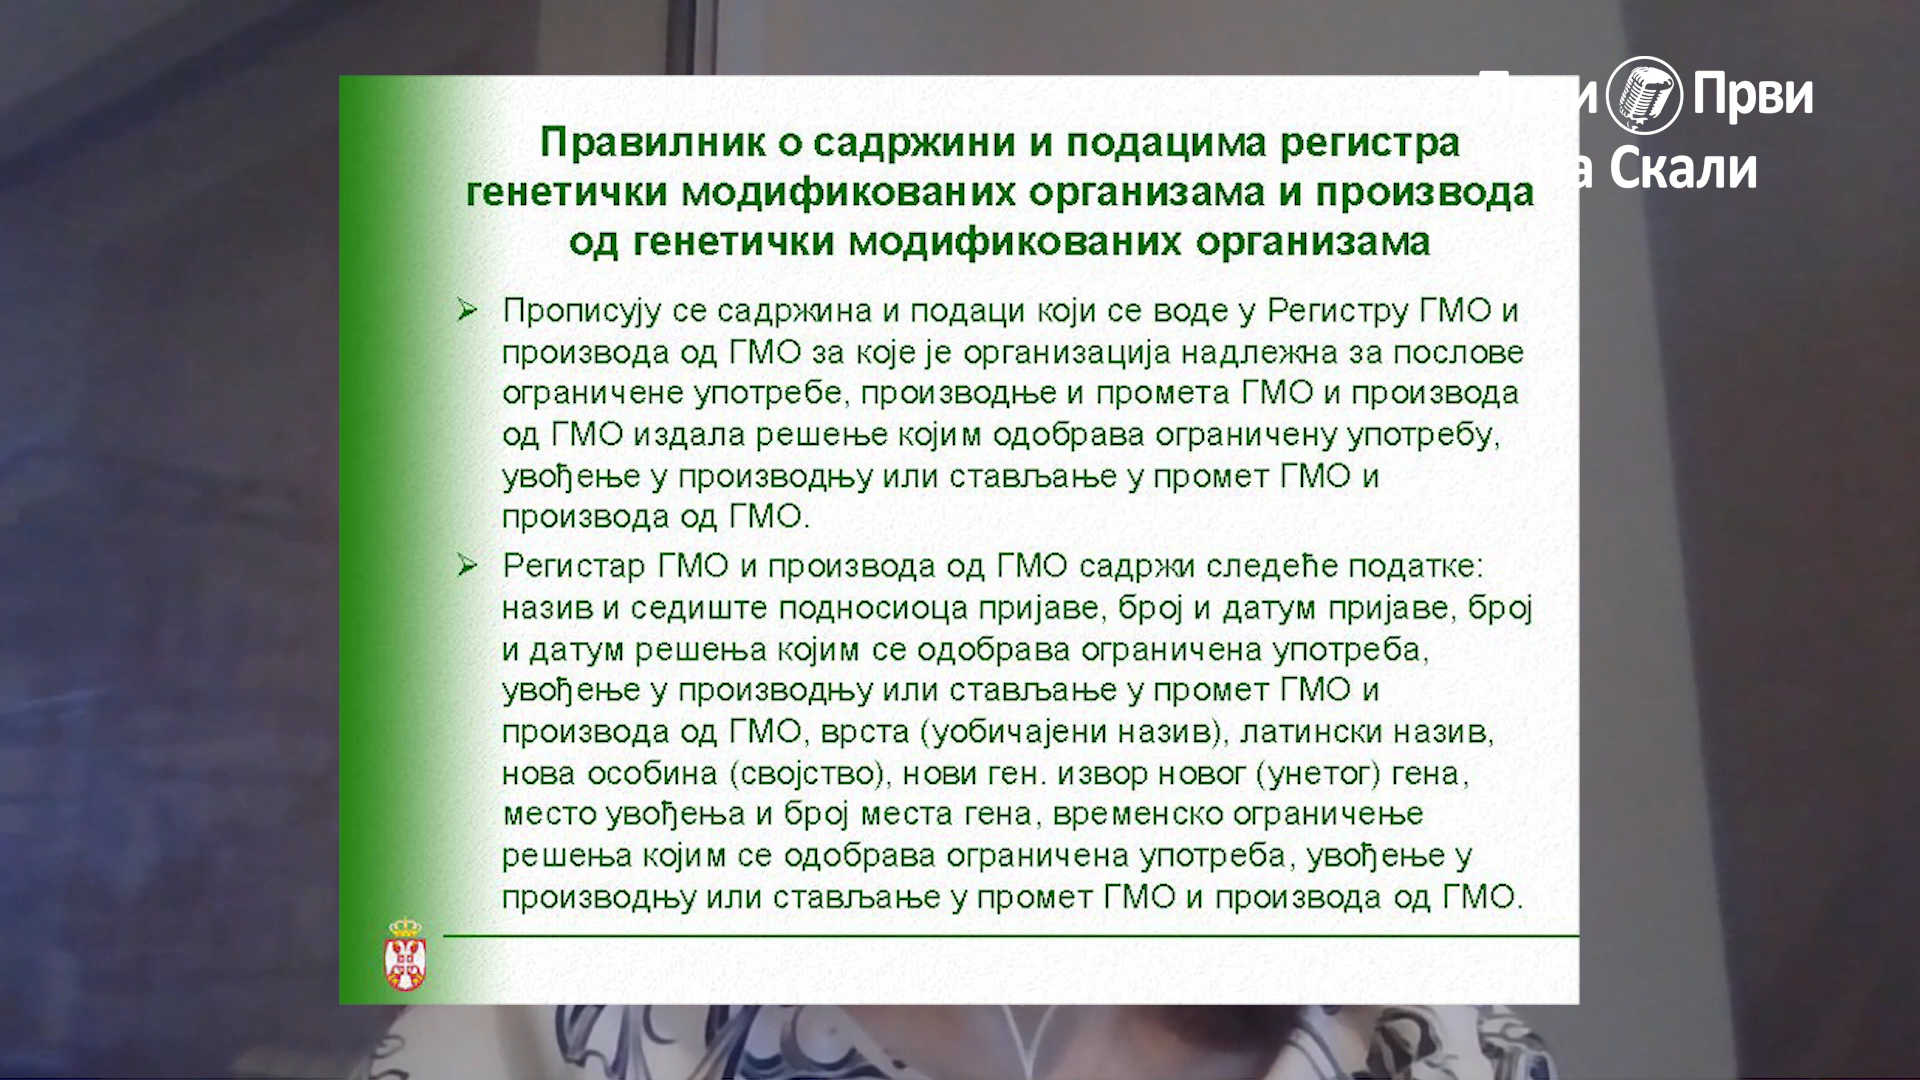 Први Први
на Скали
Правилник о садржини и подацима регистра
генетички модификованих организама и производа
од генетички модификованих организама
Прописују се садржина и подаци који се воде у Регистру ГМО и
производа од ГМО за које је организација надлежна за послове
ограничене употребе, производње и промета ГМО и производа
од ГМО издала решење којим одобрава ограничену употребу,
увођење у производњу или стављање у промет ГМО и
производа од ГМО.
Регистар ГМО и производа од ГМО садржи следеће податке:
назив и седиште подносиоца пријаве, број и датум пријаве, број
и датум решења којим се одобрава ограничена употреба,
увођење у производњу или стављање у промет ГМО и
производа од ГМО, врста (уобичајени назив), латински назив,
нова особина (својство), нови ген. извор новог (унетог) гена,
место увођења и број места гена, временско ограничење
решења којим се одобрава ограничена употреба, увођење у
производњу или стављање у промет ГМО и производа од ГМО.